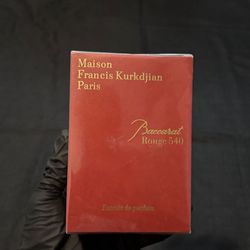 Maison
Francis Kurkdjian
Paris
Baccarat
Rouge 540
Extrait de parfum